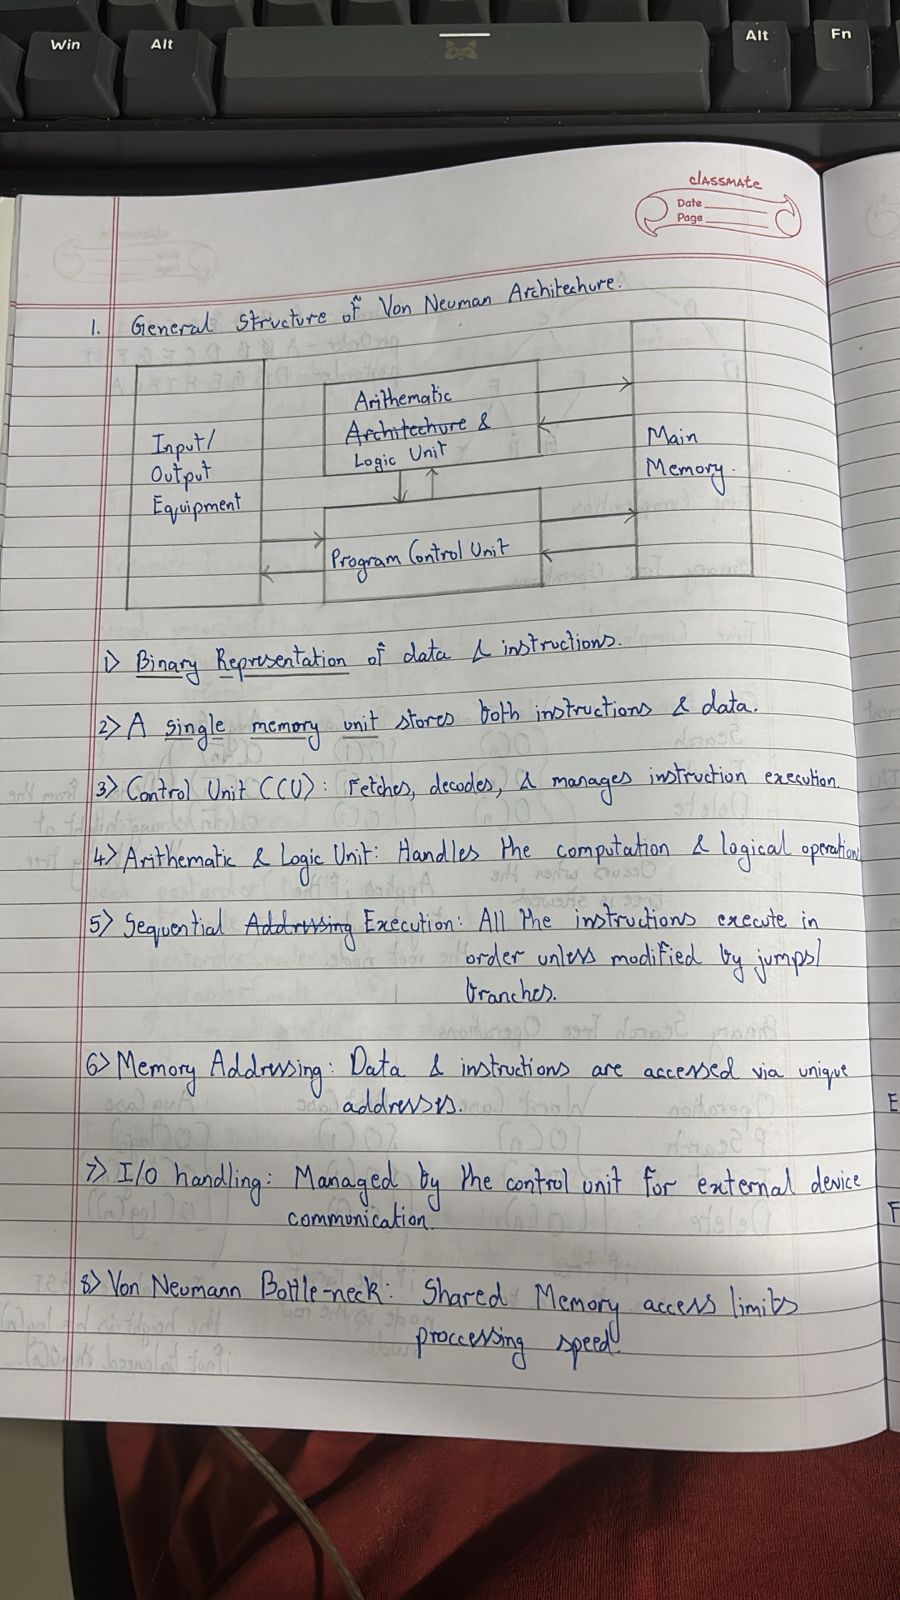 Win
Alt
Alt
Fn
classmate
Date
Page
1. General Structure of Von Neuman Architechure.
Input/
Output
Equipment
Arithematic
Architechure &
Logic Unit
Main
Memory.
Program Control Unit
1> Binary Representation of data & instructions.
2> A single memory unit stores both instructions & data.
3> Control Unit (CU): Fetches, decodes, & manages instruction execution.
4> Arithematic & Logic Unit: Handles the computation & logical operation
5> Sequential Addressing Execution: All the instructions execute in
order unless modified by jumps/
branches.
6> Memory Addressing: Data & instructions are accessed via unique
addresses.
7> I/O handling: Managed by the control unit for external device
communication.
8> Von Neumann Bottle-neck: Shared Memory access limits
proccessing speed.
E
F